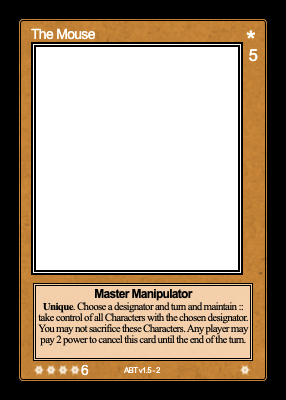 The Mouse *
5
Master Manipulator
Unique. Choose a designator and turn and maintain ::
take control of all Characters with the chosen designator.
You may not sacrifice these Characters. Any player may
pay 2 power to cancel this card until the end of the turn.
6 ABT v1.5 - 2